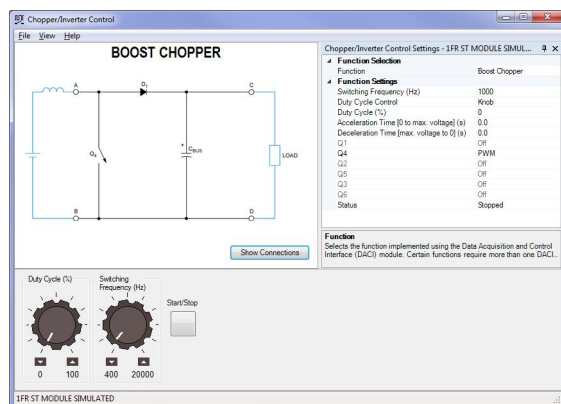 Chopper/Inverter Control
File View Help
BOOST CHOPPER
A
D1
C
Q4
+
CBUS
LOAD
B
D
Show Connections
Chopper/Inverter Control Settings - 1FR ST MODULE SIMUL...
Function Selection
Function Boost Chopper
Function Settings
Switching Frequency (Hz) 1000
Duty Cycle Control Knob
Duty Cycle (%) 0
Acceleration Time [0 to max. voltage] (s) 0.0
Deceleration Time [max. voltage to 0] (s) 0.0
Q1 Off
Q4 PWM
Q2 Off
Q5 Off
Q3 Off
Q6 Off
Status Stopped
Function
Selects the function implemented using the Data Acquisition and Control
Interface (DACI) module. Certain functions require more than one DACI...
Duty Cycle (%)
0 100
Switching
Frequency (Hz)
400 20000
Start/Stop
1FR ST MODULE SIMULATED